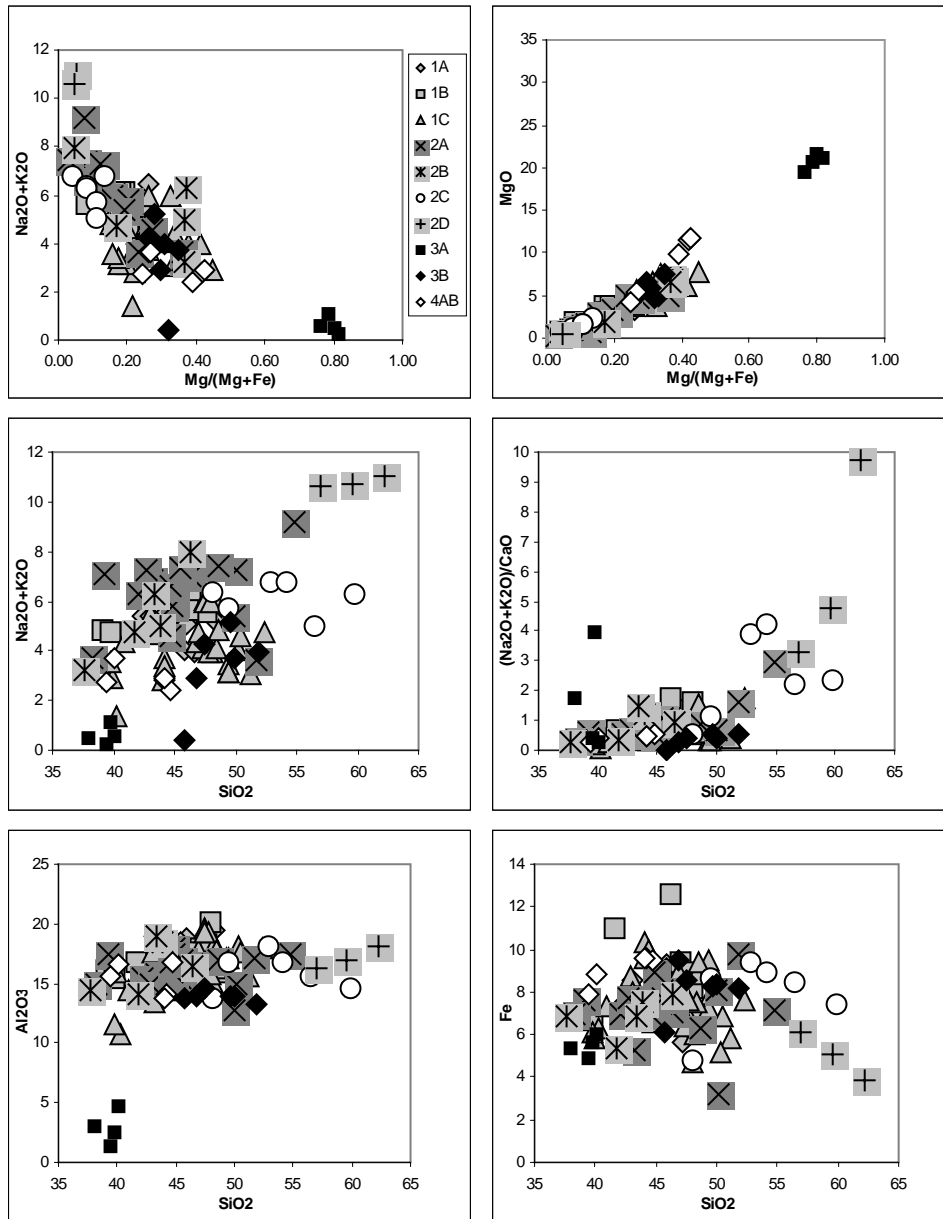 12
10
8
6
4
2
0
0.00 0.20 0.40 0.60 0.80 1.00
Na2O+K2O
Mg/(Mg+Fe)
1A
1B
1C
2A
2B
2C
2D
3A
3B
4AB
35
30
25
20
15
10
5
0
0.00 0.20 0.40 0.60 0.80 1.00
MgO
Mg/(Mg+Fe)
12
10
8
6
4
2
0
35 40 45 50 55 60 65
Na2O+K2O
SiO2
10
9
8
7
6
5
4
3
2
1
0
35 40 45 50 55 60 65
(Na2O+K2O)/CaO
SiO2
25
20
15
10
5
0
35 40 45 50 55 60 65
Al2O3
SiO2
14
12
10
8
6
4
2
0
35 40 45 50 55 60 65
Fe
SiO2